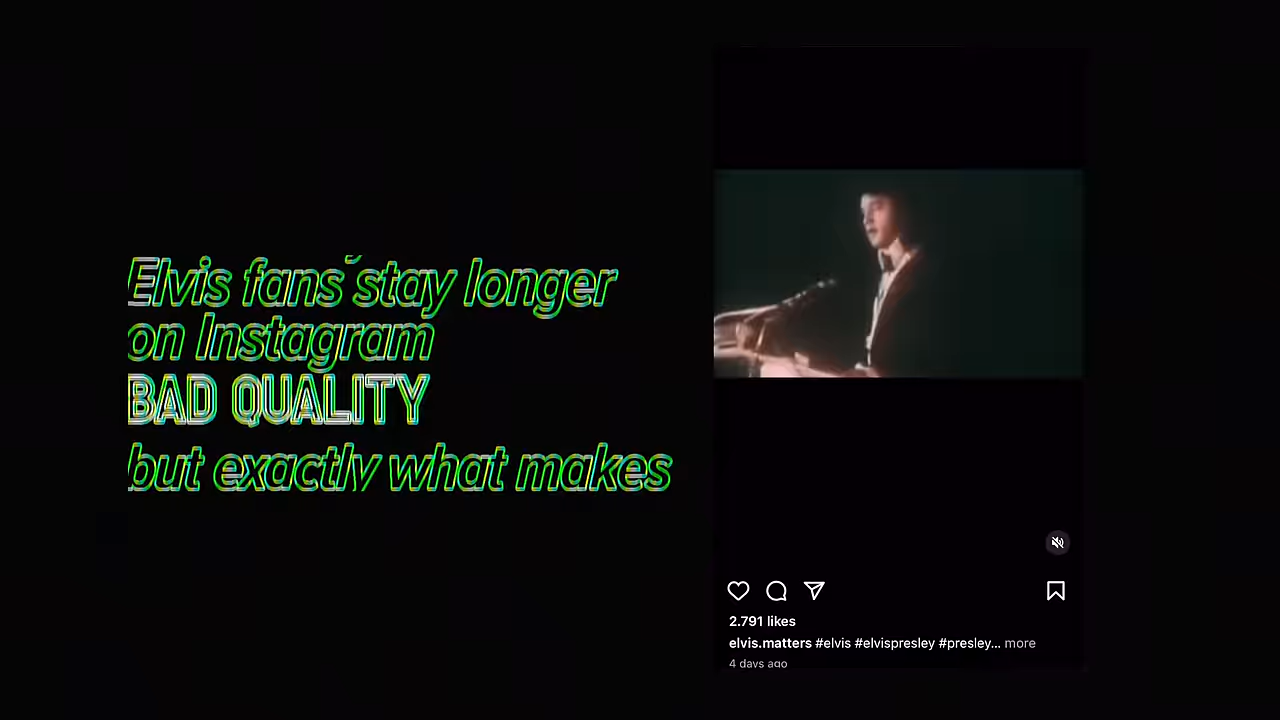 Elvis fans stay longer
on Instagram
BAD QUALITY
but exactly what makes
2.791 likes
elvis.matters #elvis #elvispresley #presley... more
4 days ago